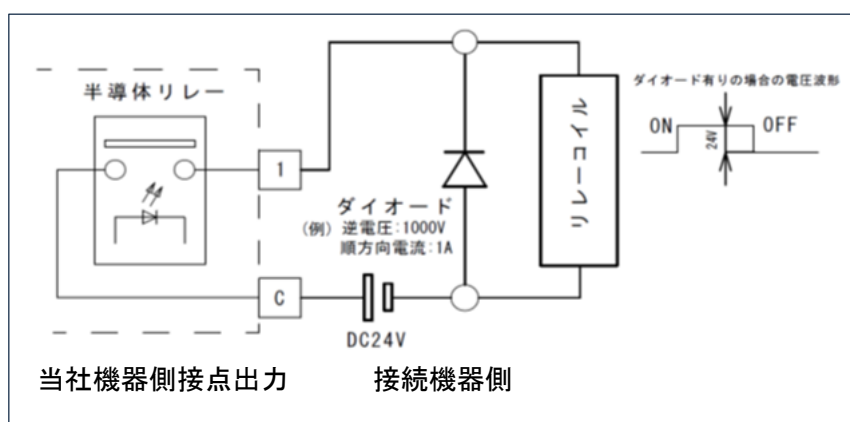 半導体リレー
1
C
ダイオード
(例) 逆電圧:1000V
順方向電流:1A
DC24V
リレーコイル
ダイオード有りの場合の電圧波形
ON
24V
OFF
当社機器側接点出力
接続機器側